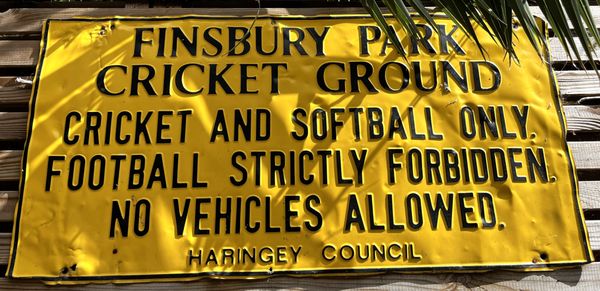 FINSBURY PARK
CRICKET GROUND
CRICKET AND SOFTBALL ONLY.
FOOTBALL STRICTLY FORBIDDEN.
NO VEHICLES ALLOWED.
HARINGEY COUNCIL